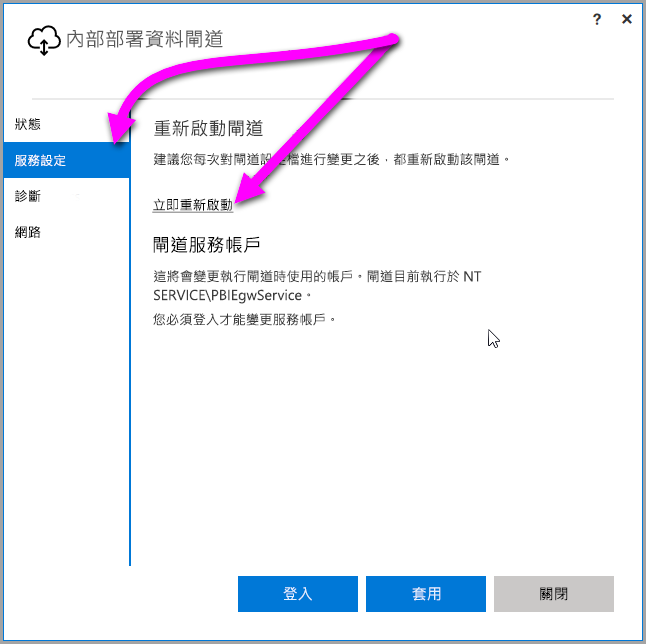 ?
內部部署資料閘道
狀態
服務設定
診斷
網路
重新啟動閘道
建議您每次對閘道設定檔進行變更之後，都重新啟動該閘道。
立即重新啟動
閘道服務帳戶
這將會變更執行閘道時使用的帳戶。閘道目前執行於 NT
SERVICE\PBIEgwService。
您必須登入才能變更服務帳戶。
登入
套用
關閉